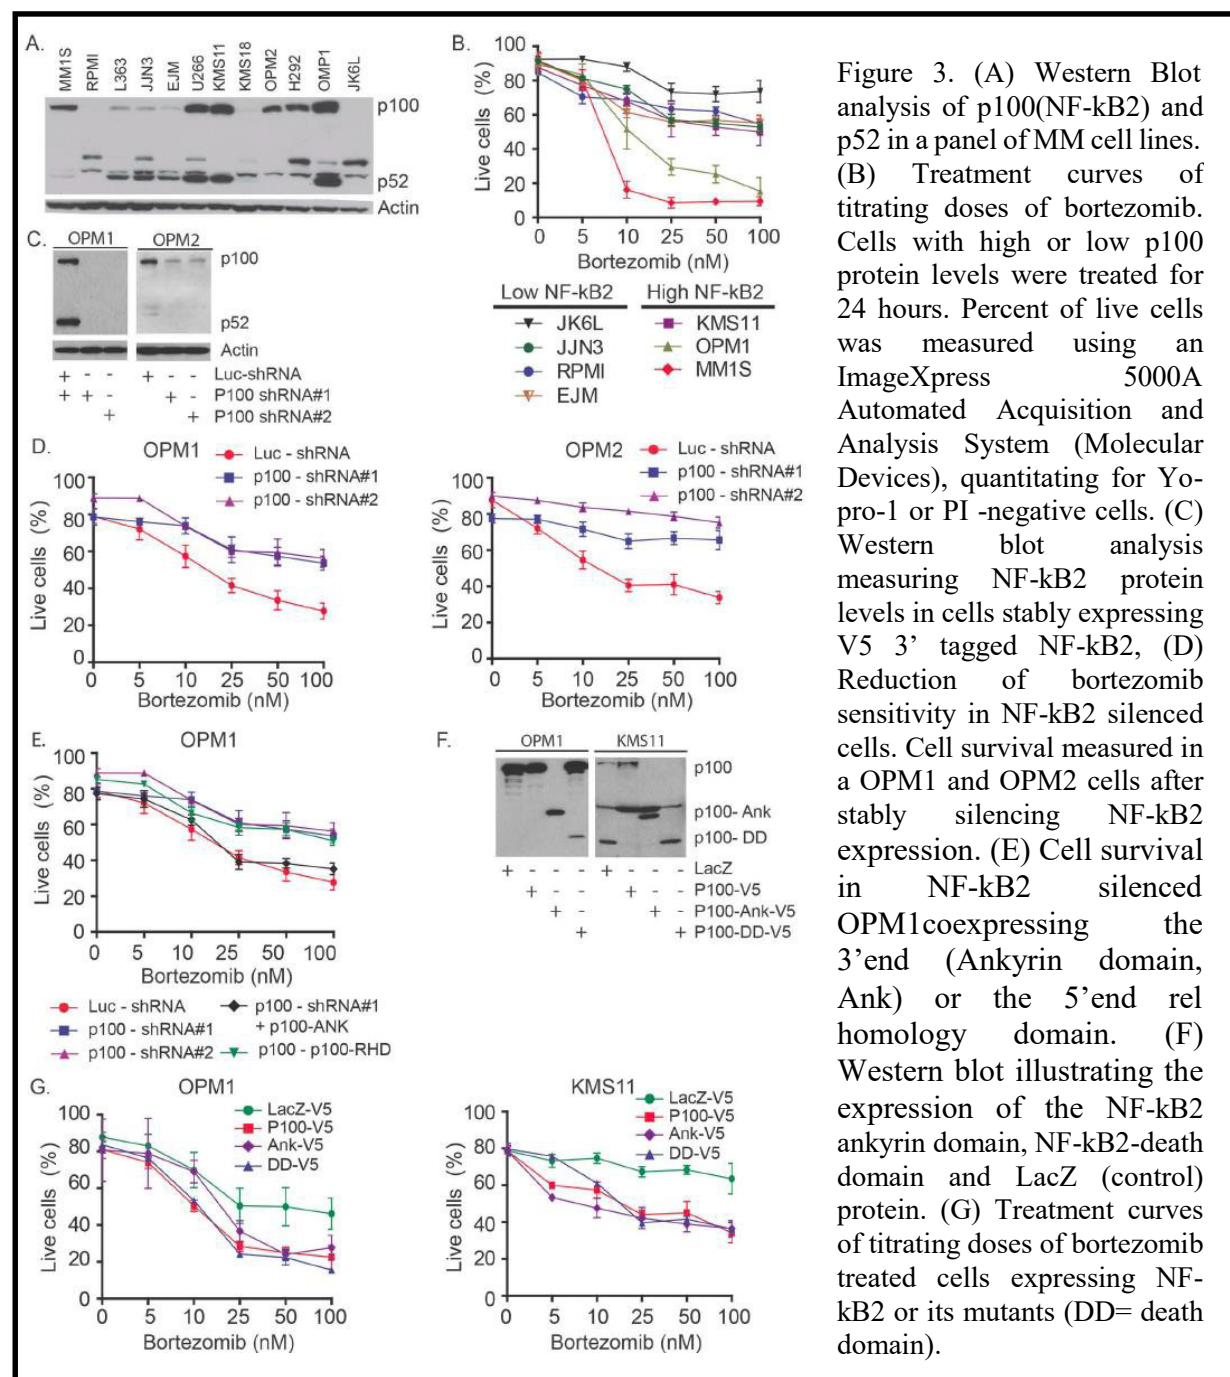 A.
MM1S
RPMI
L363
JJN3
EJM
U266
KMS11
KMS18
OPM2
H292
OMP1
JK6L
p100
p52
Actin
B.
Live cells (%)
100
80
60
40
20
0
0 5 10 25 50 100
Bortezomib (nM)
Low NF-kB2 High NF-kB2
JK6L KMS11
JJN3 OPM1
RPMI MM1S
EJM
C.
OPM1 OPM2
p100
p52
Actin
+ - - + - - Luc-shRNA
+ + - - + - P100 shRNA#1
+ + P100 shRNA#2
D.
OPM1
Luc - shRNA
p100 - shRNA#1
p100 - shRNA#2
Live cells (%)
100
80
60
40
20
0
0 5 10 25 50 100
Bortezomib (nM)
OPM2
Luc - shRNA
p100 - shRNA#1
p100 - shRNA#2
Live cells (%)
100
80
60
40
20
0
0 5 10 25 50 100
Bortezomib (nM)
E.
OPM1
Live cells (%)
100
80
60
40
20
0
0 5 10 25 50 100
Bortezomib (nM)
Luc - shRNA p100 - shRNA#1
p100 - shRNA#1 + p100-ANK
p100 - shRNA#2 p100 - p100-RHD
F.
OPM1 KMS11
p100
p100- Ank
p100- DD
+ - - - + - - - LacZ
+ - - + - - P100-V5
+ - + - P100-Ank-V5
+ + P100-DD-V5
G.
OPM1
LacZ-V5
P100-V5
Ank-V5
DD-V5
Live cells (%)
100
80
60
40
20
0
0 5 10 25 50 100
Bortezomib (nM)
KMS11
LacZ-V5
P100-V5
Ank-V5
DD-V5
Live cells (%)
100
80
60
40
20
0
0 5 10 25 50 100
Bortezomib (nM)
Figure 3. (A) Western Blot
analysis of p100(NF-kB2) and
p52 in a panel of MM cell lines.
(B) Treatment curves of
titrating doses of bortezomib.
Cells with high or low p100
protein levels were treated for
24 hours. Percent of live cells
was measured using an
ImageXpress 5000A
Automated Acquisition and
Analysis System (Molecular
Devices), quantitating for Yo-
pro-1 or PI -negative cells. (C)
Western blot analysis
measuring NF-kB2 protein
levels in cells stably expressing
V5 3’ tagged NF-kB2, (D)
Reduction of bortezomib
sensitivity in NF-kB2 silenced
cells. Cell survival measured in
a OPM1 and OPM2 cells after
stably silencing NF-kB2
expression. (E) Cell survival
in NF-kB2 silenced
OPM1coexpressing the
3’end (Ankyrin domain,
Ank) or the 5’end rel
homology domain. (F)
Western blot illustrating the
expression of the NF-kB2
ankyrin domain, NF-kB2-death
domain and LacZ (control)
protein. (G) Treatment curves
of titrating doses of bortezomib
treated cells expressing NF-
kB2 or its mutants (DD= death
domain).